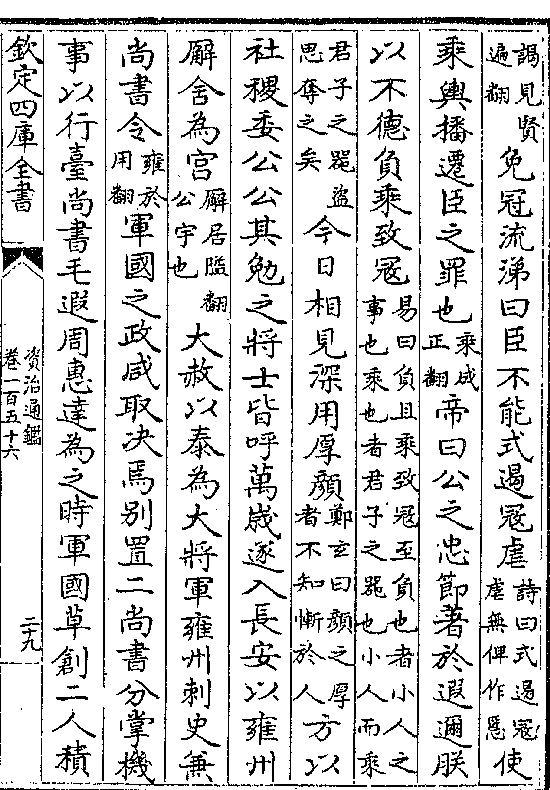 謁見賢遍翻免冠流涕曰臣不能式遏寇虐詩曰式遏寇虐無俾作慝使
乘輿播遷臣之罪也乘成正翻帝曰公之忠節著於遐邇朕
以不德負乘致寇易曰負且乘致寇至負也者小人之事也乘也者君子之器也小人而乘
君子之器盜思奪之矣今日相見深用厚顔鄭玄曰顔之厚者不知慚於人方以
社稷委公公其勉之將士皆呼萬歲遂入長安以雍州
廨舍為宮廨居隘翻公宇也大赦以泰為大將軍雍州刺史兼
尚書令雍於用翻軍國之政咸取決焉别置二尚書分掌機
事以行臺尚書毛遐周惠達為之時軍國草創二人積
欽定四庫全書
資治通鑑
卷一百五十六
二十九